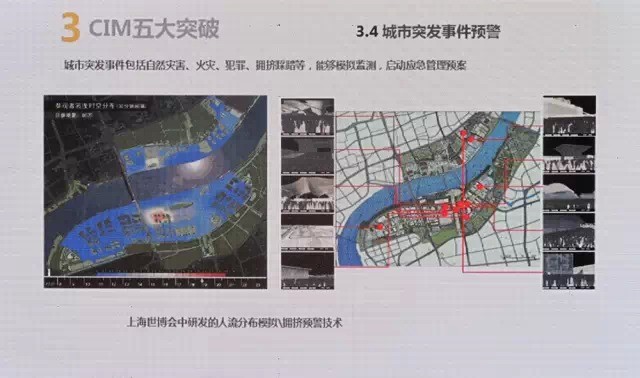 3 CIM五大突破
3.4 城市突发事件预警
城市突发事件包括自然灾害、火灾、犯罪、拥挤踩踏等，能够模拟监测，启动应急管理预案
上海世博会中研发的人流分布模拟\拥挤预警技术